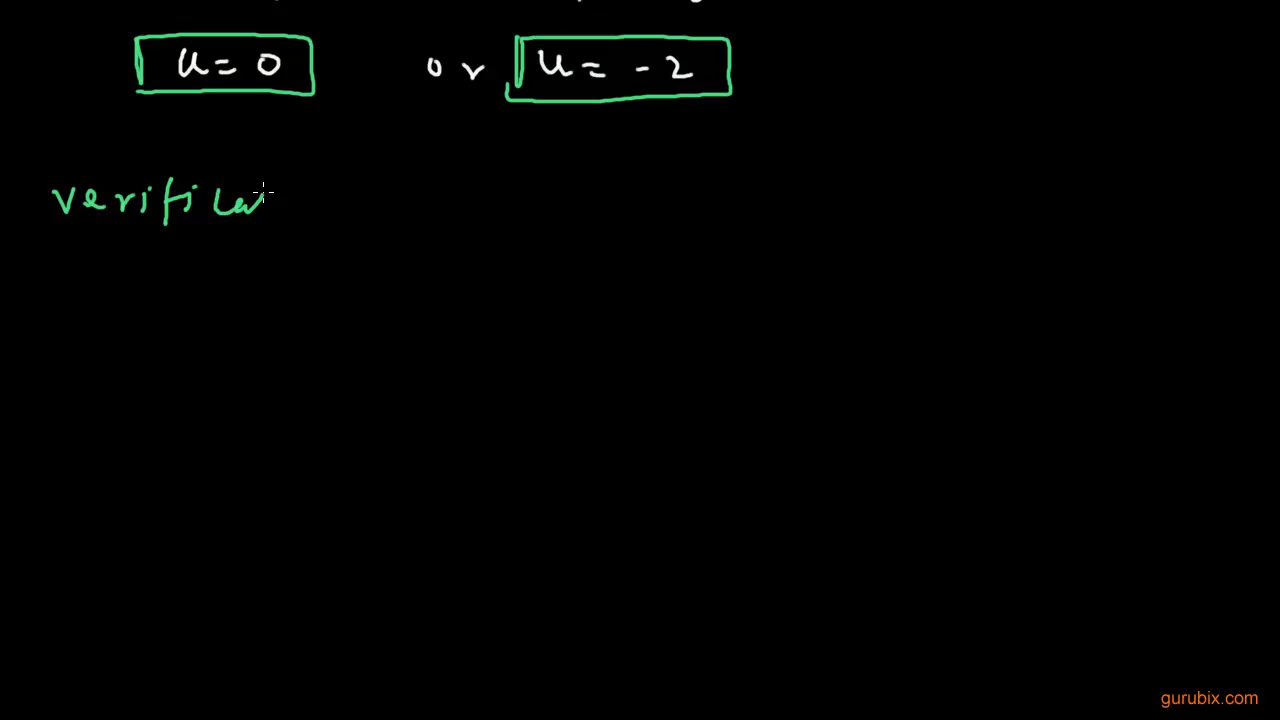 u = 0 or u = - 2
verifica
gurubix.com